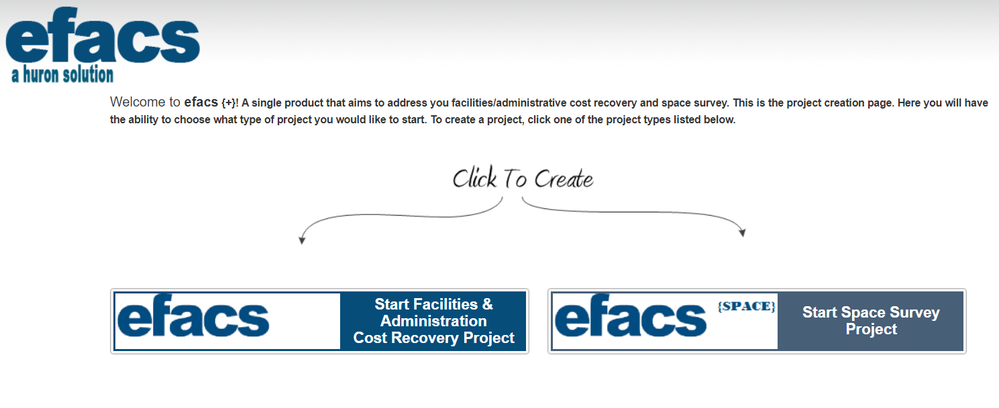 efacs
a huron solution
Welcome to efacs {+}! A single product that aims to address you facilities/administrative cost recovery and space survey. This is the project creation page. Here you will have
the ability to choose what type of project you would like to start. To create a project, click one of the project types listed below.
Click To Create
efacs
Start Facilities &
Administration
Cost Recovery Project
efacs {SPACE}
Start Space Survey
Project